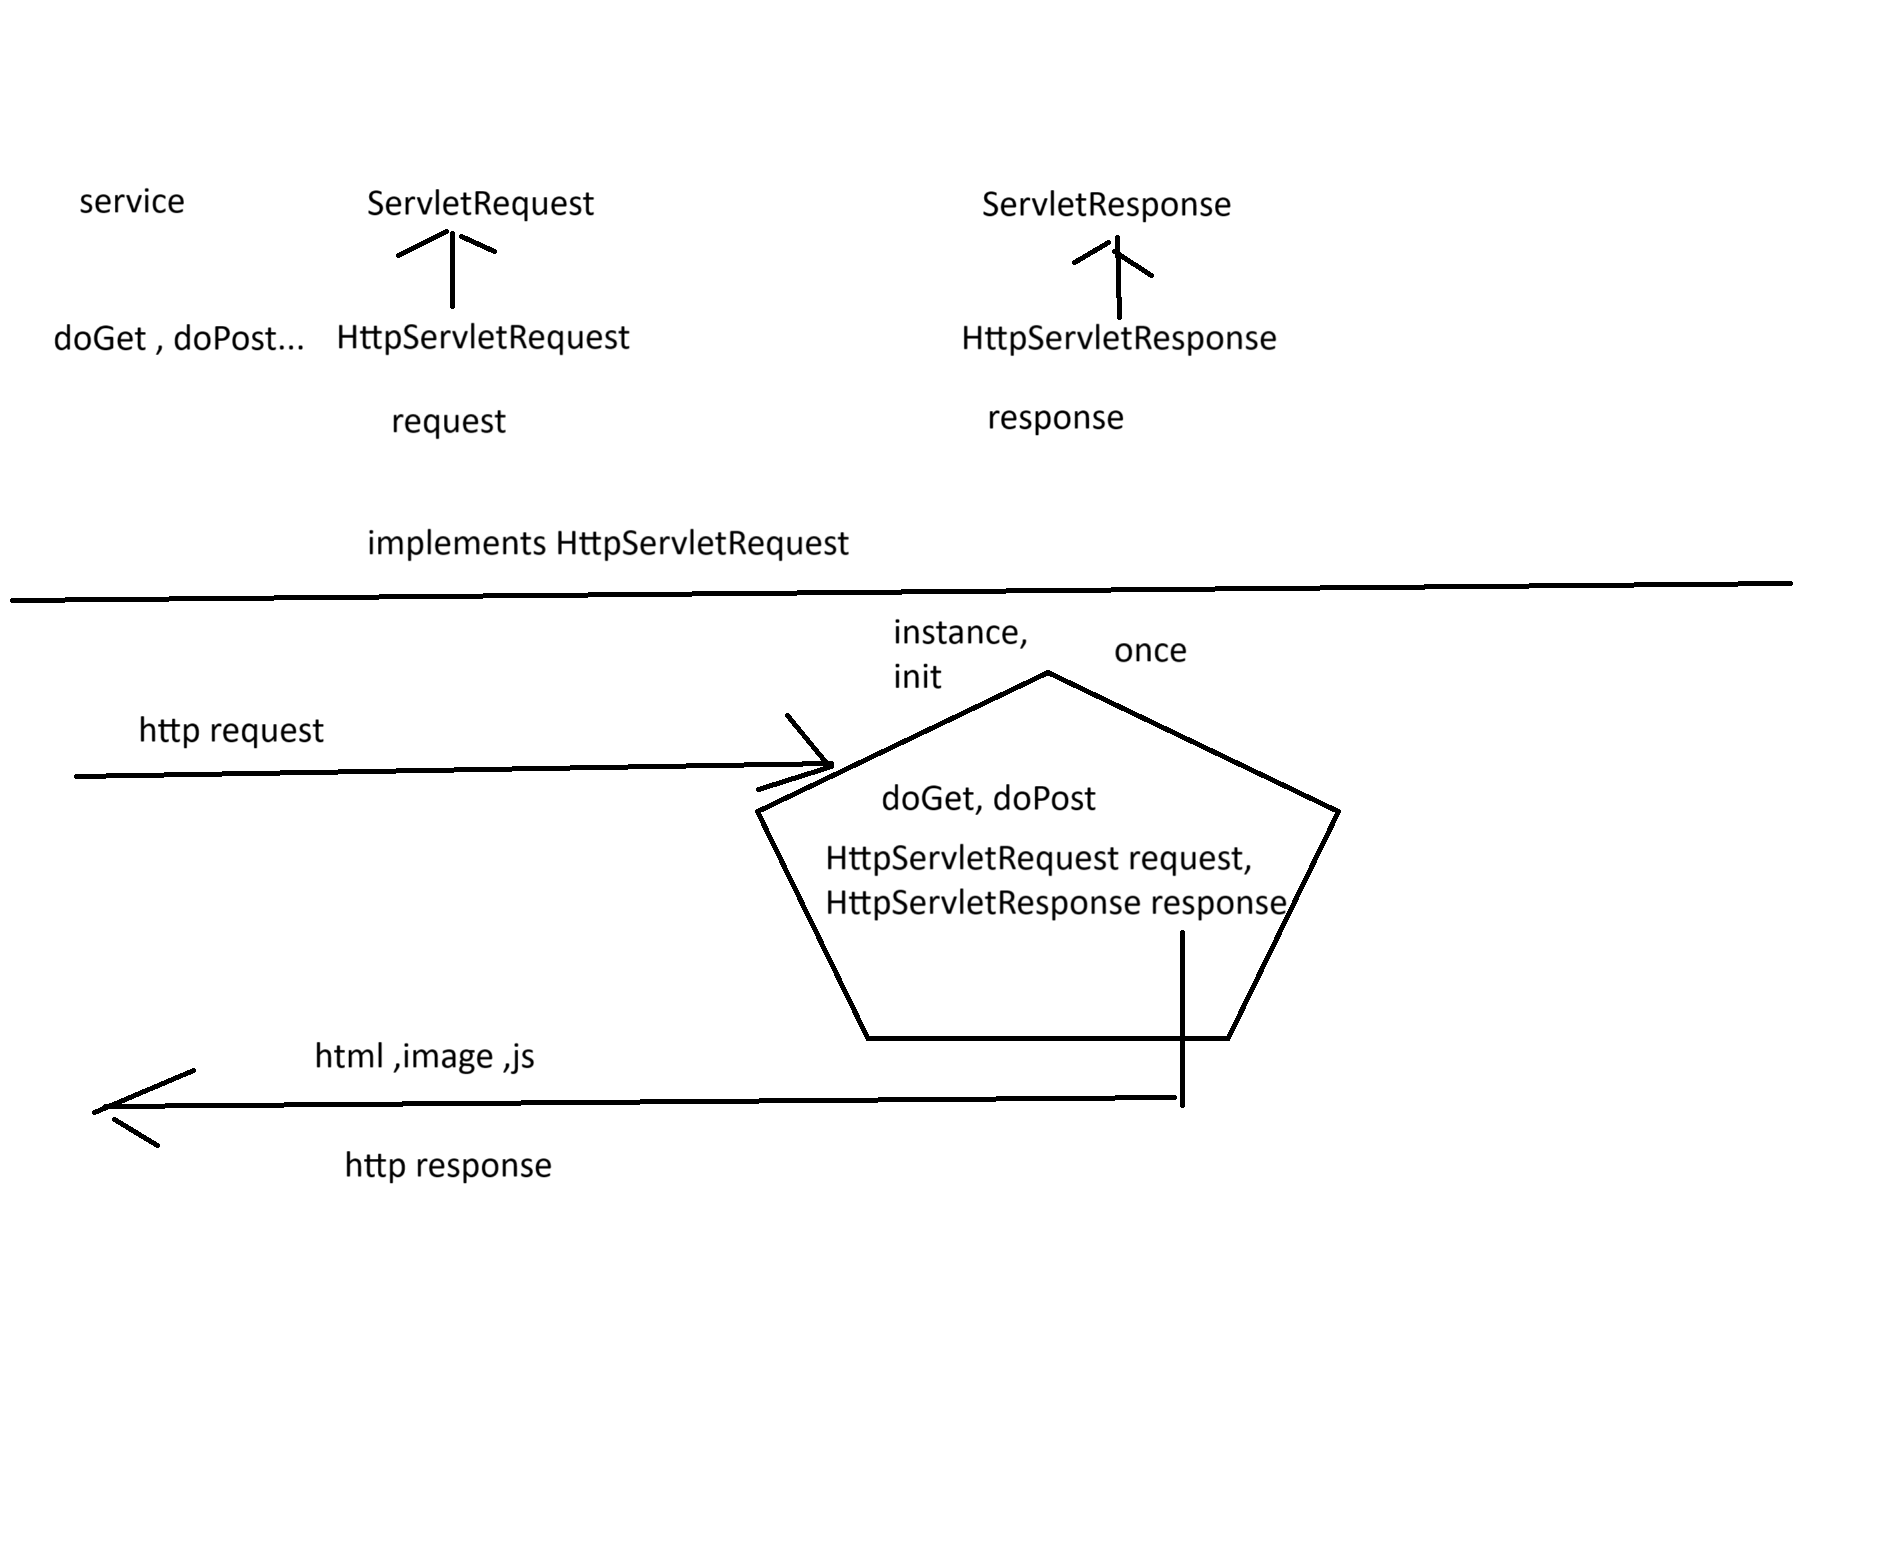 service
ServletRequest
ServletResponse
doGet , doPost...
HttpServletRequest
HttpServletResponse
request
response
implements HttpServletRequest
instance,
init
once
http request
doGet, doPost
HttpServletRequest request,
HttpServletResponse response
html ,image ,js
http response